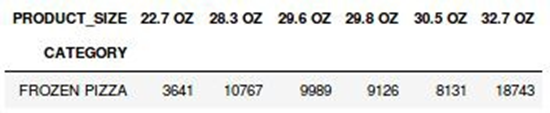 PRODUCT_SIZE 22.7 OZ 28.3 OZ 29.6 OZ 29.8 OZ 30.5 OZ 32.7 OZ
CATEGORY
FROZEN PIZZA 3641 10767 9989 9126 8131 18743